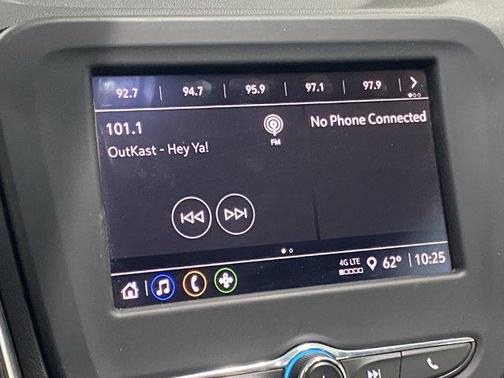 92.7 | 94.7 | 95.9 | 97.1 | 97.9
101.1
FM
No Phone Connected
OutKast - Hey Ya!
4G LTE
62° | 10:25